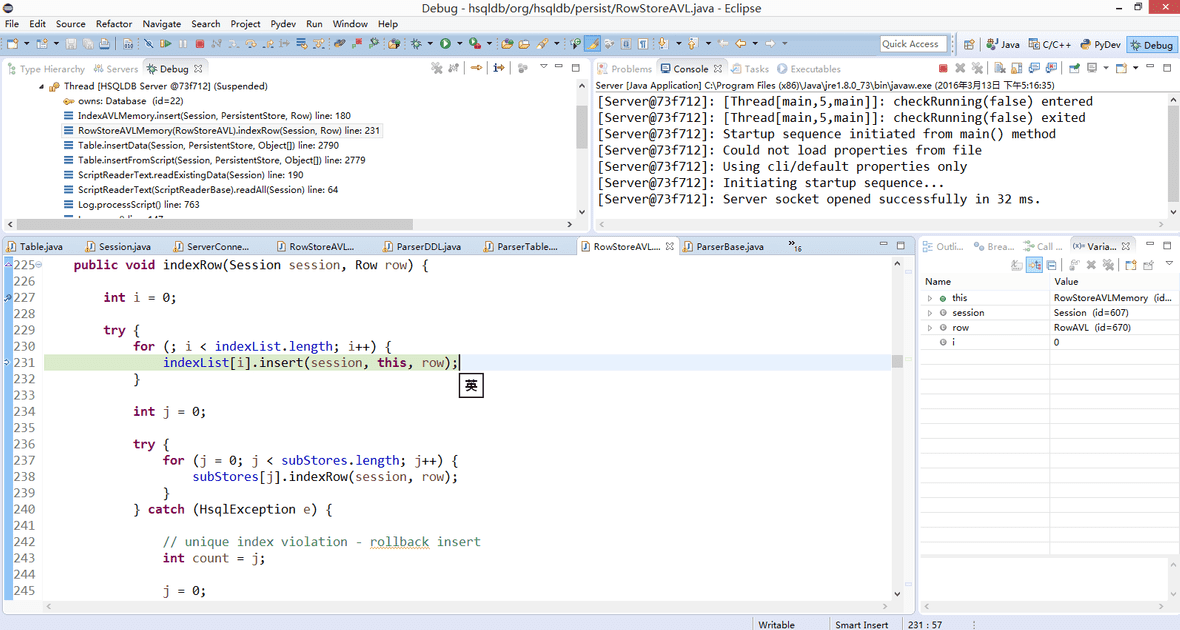 Debug - hsqldb/org/hsqldb/persist/RowStoreAVL.java - Eclipse
File Edit Source Refactor Navigate Search Project Pydev Run Window Help
Quick Access Java C/C++ PyDev Debug
Type Hierarchy Servers Debug
Thread [HSQLDB Server @73f712] (Suspended)
owns: Database (id=22)
IndexAVLMemory.insert(Session, PersistentStore, Row) line: 180
RowStoreAVLMemory(RowStoreAVL).indexRow(Session, Row) line: 231
Table.insertData(Session, PersistentStore, Object[]) line: 2790
Table.insertFromScript(Session, PersistentStore, Object[]) line: 2779
ScriptReaderText.readExistingData(Session) line: 190
ScriptReaderText(ScriptReaderBase).readAll(Session) line: 64
Log.processScript() line: 763
Problems Console Tasks Executables
Server [Java Application] C:\Program Files (x86)\Java\jre1.8.0_73\bin\javaw.exe (2016年3月13日 下午5:16:35)
[Server@73f712]: [Thread[main,5,main]]: checkRunning(false) entered
[Server@73f712]: [Thread[main,5,main]]: checkRunning(false) exited
[Server@73f712]: Startup sequence initiated from main() method
[Server@73f712]: Could not load properties from file
[Server@73f712]: Using cli/default properties only
[Server@73f712]: Initiating startup sequence...
[Server@73f712]: Server socket opened successfully in 32 ms.
Table.java Session.java ServerConne... RowStoreAVL... ParserDDL.java ParserTable.... RowStoreAVL... ParserBase.java »16
225 public void indexRow(Session session, Row row) {
226
227 int i = 0;
228
229 try {
230 for (; i < indexList.length; i++) {
231 indexList[i].insert(session, this, row);
232 }
英
233
234 int j = 0;
235
236 try {
237 for (j = 0; j < subStores.length; j++) {
238 subStores[j].indexRow(session, row);
239 }
240 } catch (HsqlException e) {
241
242 // unique index violation - rollback insert
243 int count = j;
244
245 j = 0;
Outli... Brea... Call ... (x)= Varia...
Name Value
this RowStoreAVLMemory (id...
session Session (id=607)
row RowAVL (id=670)
i 0
Writable Smart Insert 231 : 57